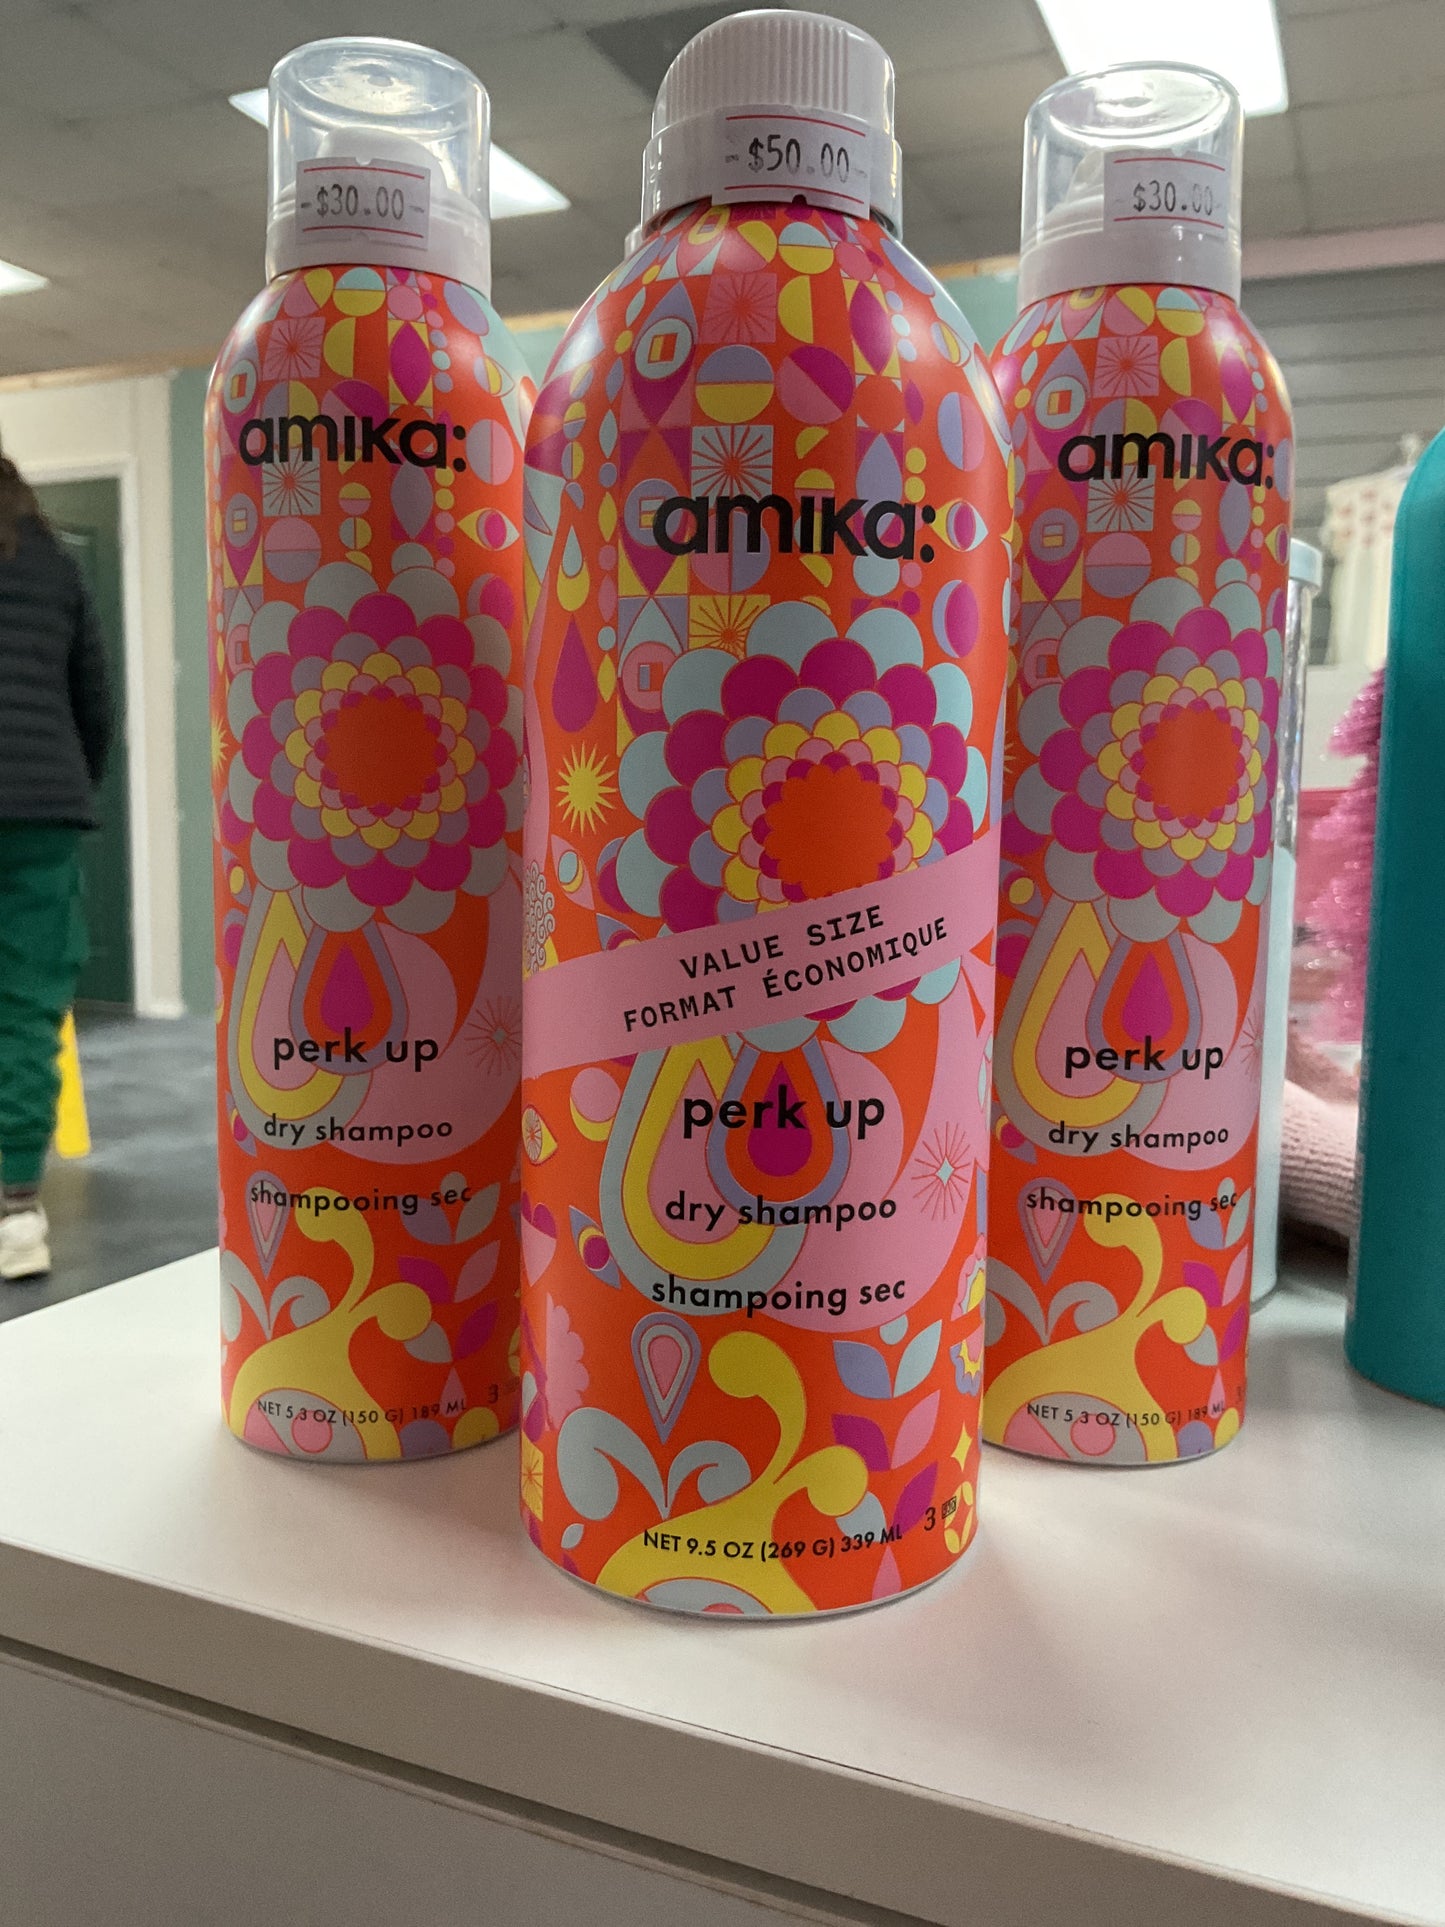 -$30.00-
amika:
perk up
dry shampoo
shampooing sec
NET 5.3 OZ (150 G) 189 ML
3
-$50.00-
amika:
VALUE SIZE
FORMAT ÉCONOMIQUE
perk up
dry shampoo
shampoing sec
NET 9.5 OZ (269 G) 339 ML
3
$30.00-
amika:
perk up
dry shampoo
shampooing sec
NET 5.3 OZ (150 G) 189 ML